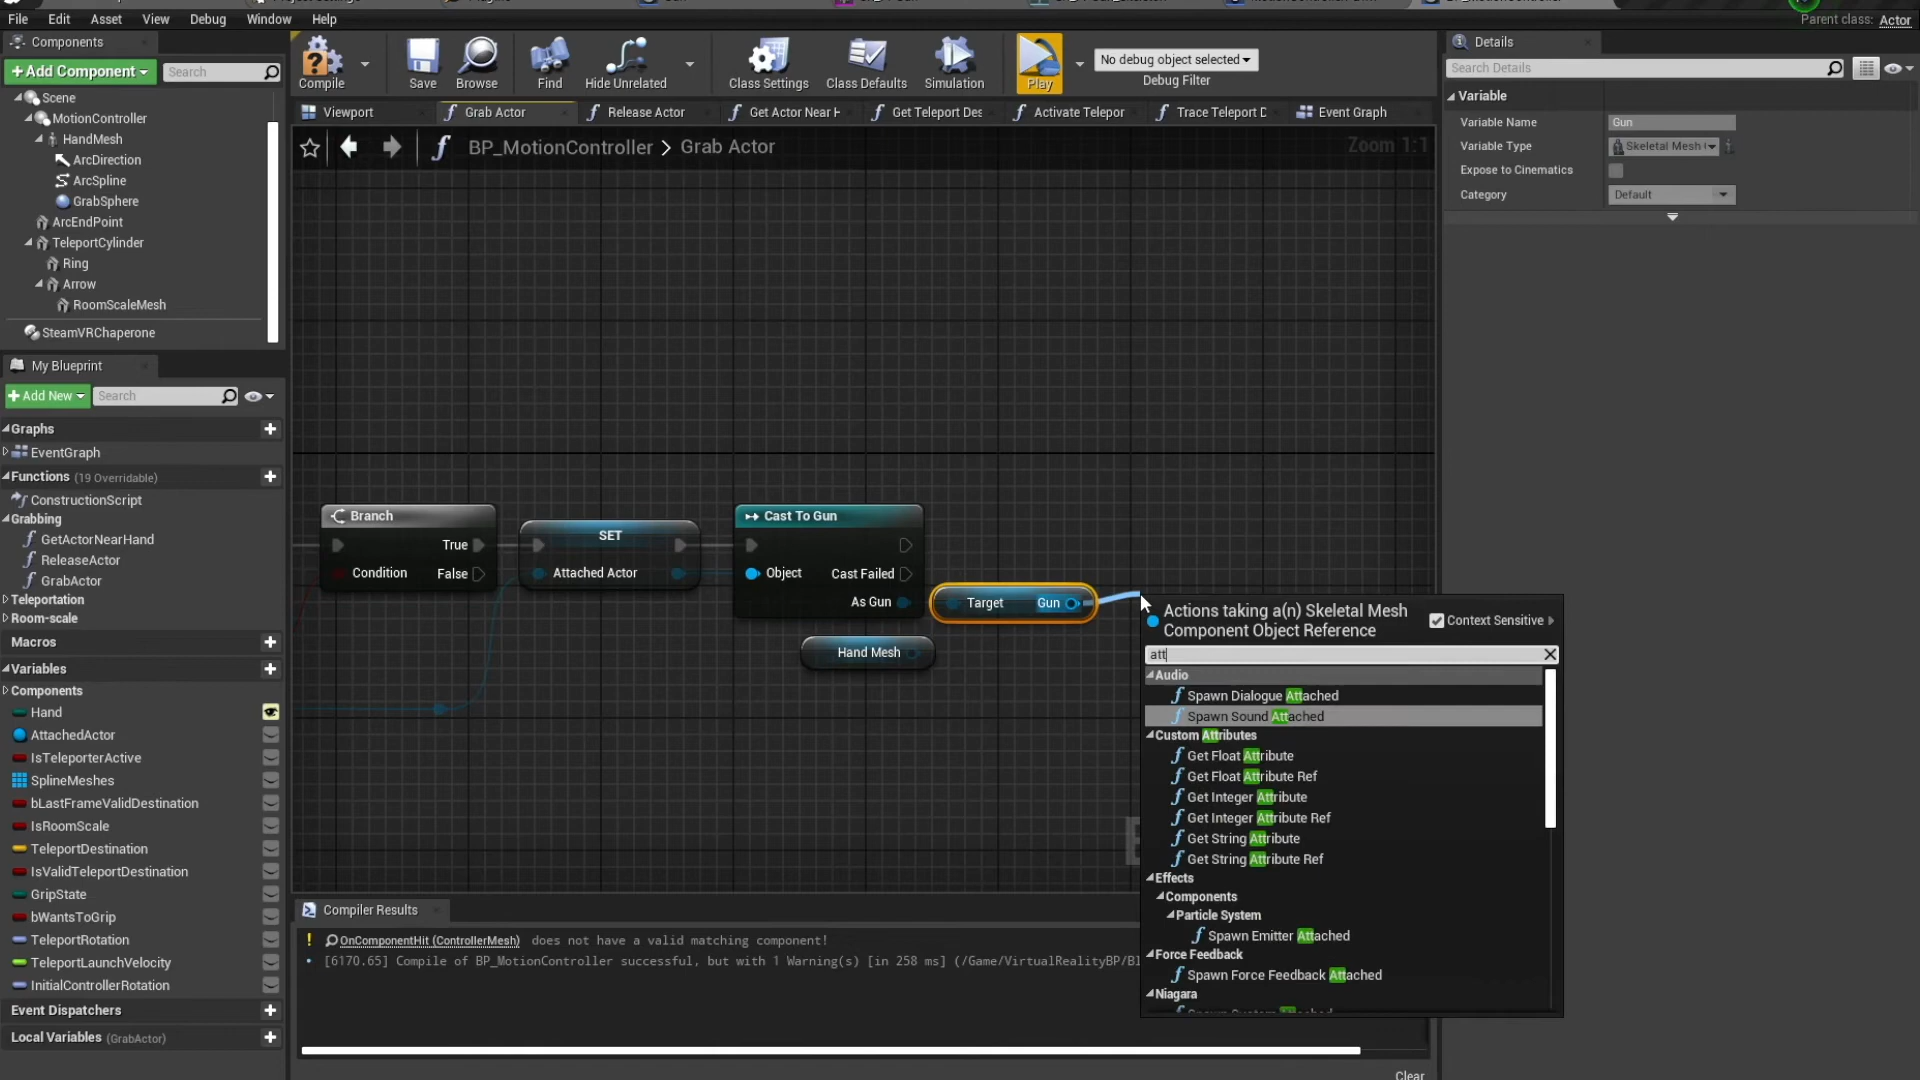 File Edit Asset View Debug Window Help
Parent class: Actor
Components
+Add Component
Search
Scene
MotionController
HandMesh
ArcDirection
ArcSpline
GrabSphere
ArcEndPoint
TeleportCylinder
Ring
Arrow
RoomScaleMesh
SteamVRChaperone
My Blueprint
+Add New
Search
Graphs
EventGraph
Functions (19 Overridable)
ConstructionScript
Grabbing
GetActorNearHand
ReleaseActor
GrabActor
Teleportation
Room-scale
Macros
Variables
Components
Hand
AttachedActor
IsTeleporterActive
SplineMeshes
bLastFrameValidDestination
IsRoomScale
TeleportDestination
IsValidTeleportDestination
GripState
bWantsToGrip
TeleportRotation
TeleportLaunchVelocity
InitialControllerRotation
Event Dispatchers
Local Variables (GrabActor)
Compile Save Browse Find Hide Unrelated Class Settings Class Defaults Simulation Play
No debug object selected
Debug Filter
Viewport Grab Actor Release Actor Get Actor Near H Get Teleport Des Activate Telepor Trace Teleport D Event Graph
BP_MotionController > Grab Actor
Zoom 1:1
Branch
True
Condition False
SET
Attached Actor
Cast To Gun
Object Cast Failed
As Gun
Target Gun
Hand Mesh
Actions taking a(n) Skeletal Mesh
Component Object Reference
Context Sensitive
att
Audio
Spawn Dialogue Attached
Spawn Sound Attached
Custom Attributes
Get Float Attribute
Get Float Attribute Ref
Get Integer Attribute
Get Integer Attribute Ref
Get String Attribute
Get String Attribute Ref
Effects
Components
Particle System
Spawn Emitter Attached
Force Feedback
Spawn Force Feedback Attached
Niagara
Compiler Results
OnComponentHit (ControllerMesh) does not have a valid matching component!
[6170.65] Compile of BP_MotionController successful, but with 1 Warning(s) [in 258 ms] (/Game/VirtualRealityBP/Bl
Clear
Details
Search Details
Variable
Variable Name Gun
Variable Type Skeletal Mesh
Expose to Cinematics
Category Default